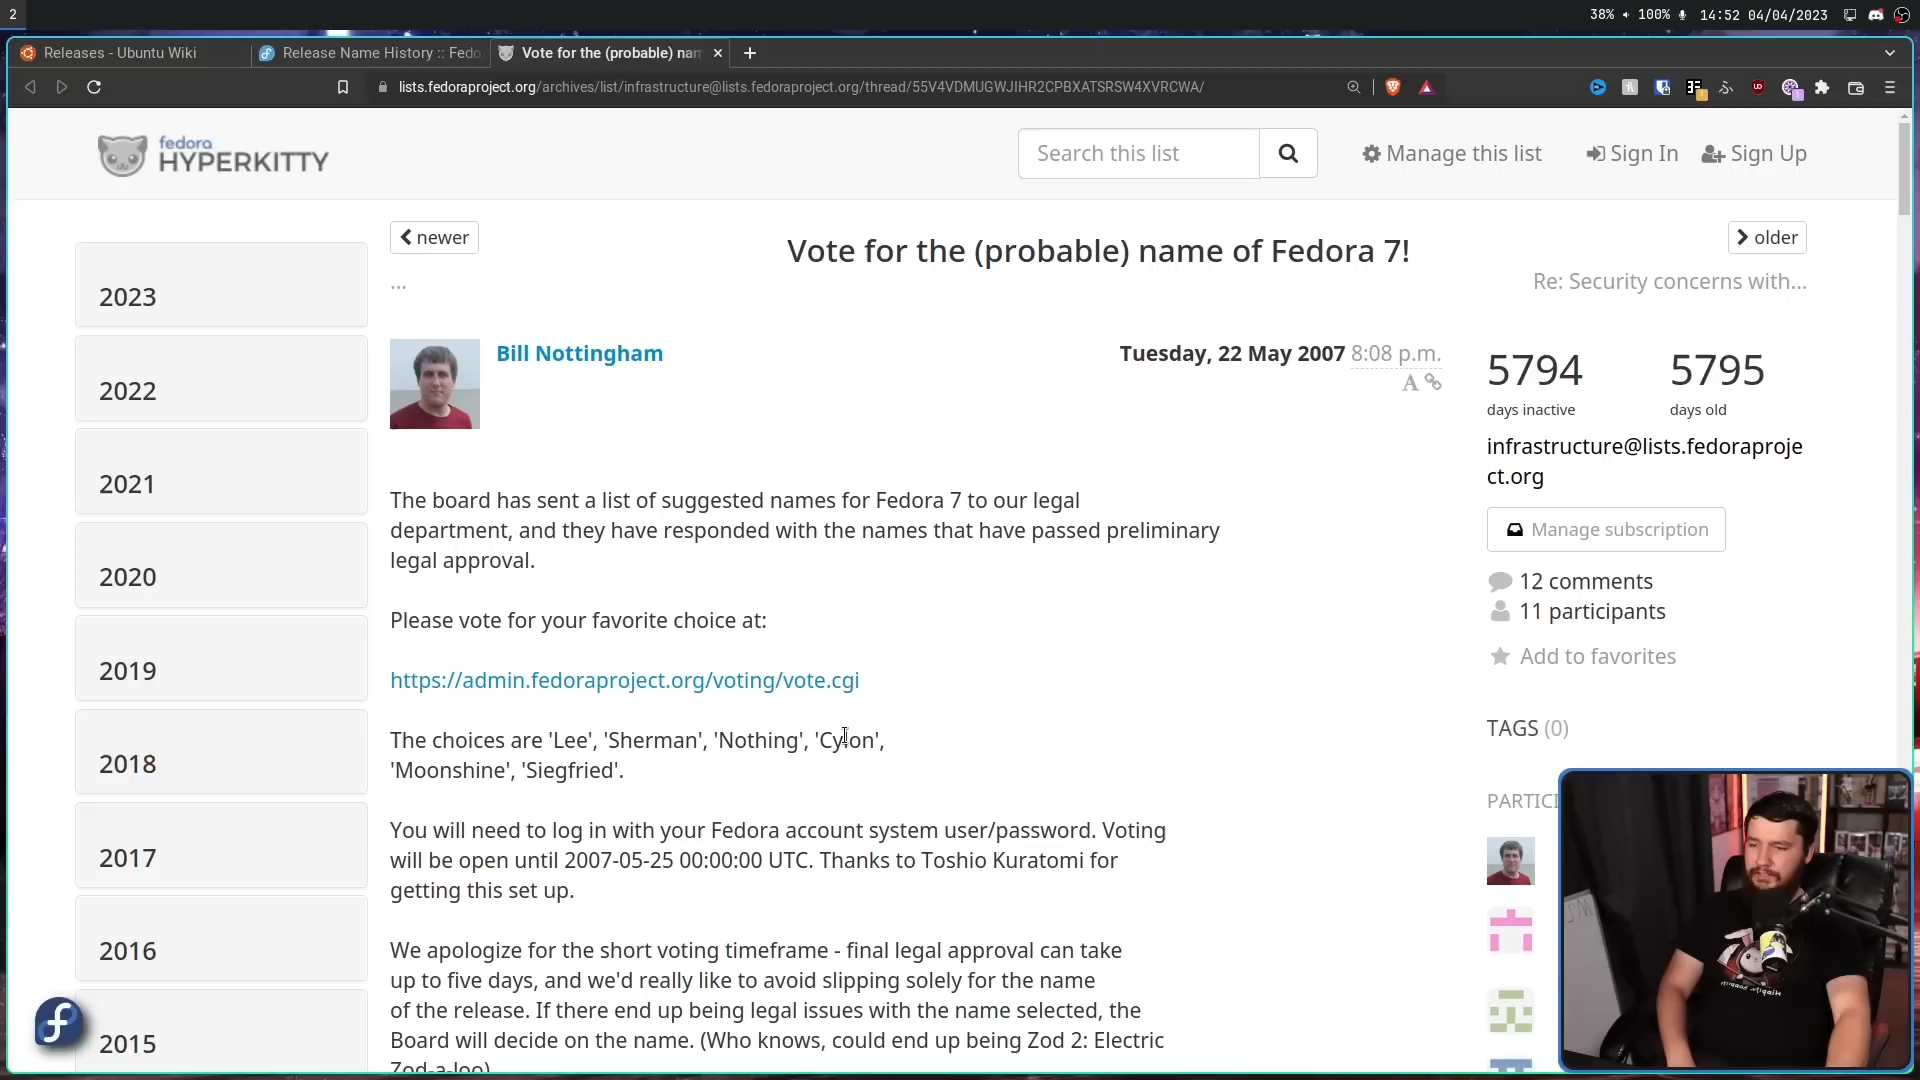 2
38%
100%
14:52 04/04/2023
Releases - Ubuntu Wiki
Release Name History :: Fedo
Vote for the (probable) nam
lists.fedoraproject.org/archives/list/infrastructure@lists.fedoraproject.org/thread/55V4VDMUGWJIHR2CPBXATSRSW4XVRCWA/
fedora
HYPERKITTY
Search this list
Manage this list
Sign In
Sign Up
newer
Vote for the (probable) name of Fedora 7!
older
...
Re: Security concerns with...
2023
2022
2021
2020
2019
2018
2017
2016
2015
Bill Nottingham
Tuesday, 22 May 2007 8:08 p.m.
A
The board has sent a list of suggested names for Fedora 7 to our legal
department, and they have responded with the names that have passed preliminary
legal approval.
Please vote for your favorite choice at:
https://admin.fedoraproject.org/voting/vote.cgi
The choices are 'Lee', 'Sherman', 'Nothing', 'Cylon',
'Moonshine', 'Siegfried'.
You will need to log in with your Fedora account system user/password. Voting
will be open until 2007-05-25 00:00:00 UTC. Thanks to Toshio Kuratomi for
getting this set up.
We apologize for the short voting timeframe - final legal approval can take
up to five days, and we'd really like to avoid slipping solely for the name
of the release. If there end up being legal issues with the name selected, the
Board will decide on the name. (Who knows, could end up being Zod 2: Electric
Zod-a-loo)
5794
days inactive
5795
days old
infrastructure@lists.fedoraproje
ct.org
Manage subscription
12 comments
11 participants
Add to favorites
TAGS (0)
PARTICI